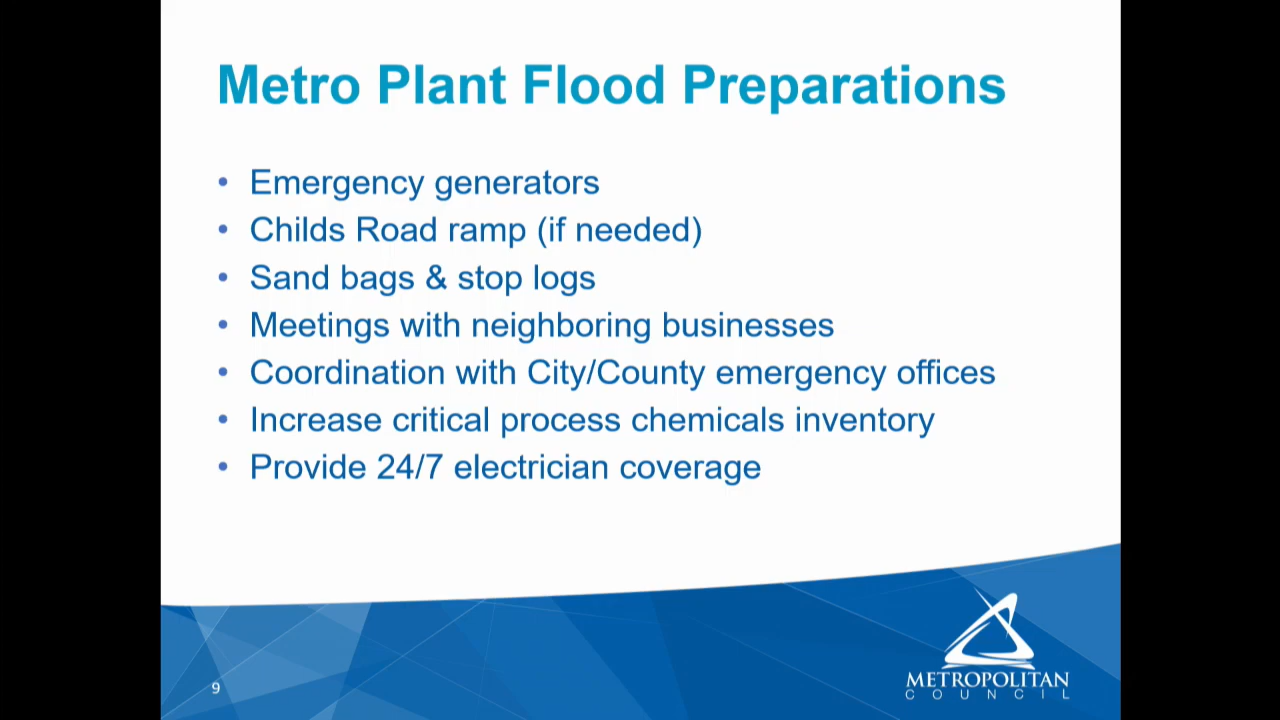 Metro Plant Flood Preparations
• Emergency generators
• Childs Road ramp (if needed)
• Sand bags & stop logs
• Meetings with neighboring businesses
• Coordination with City/County emergency offices
• Increase critical process chemicals inventory
• Provide 24/7 electrician coverage
9
METROPOLITAN
COUNCIL